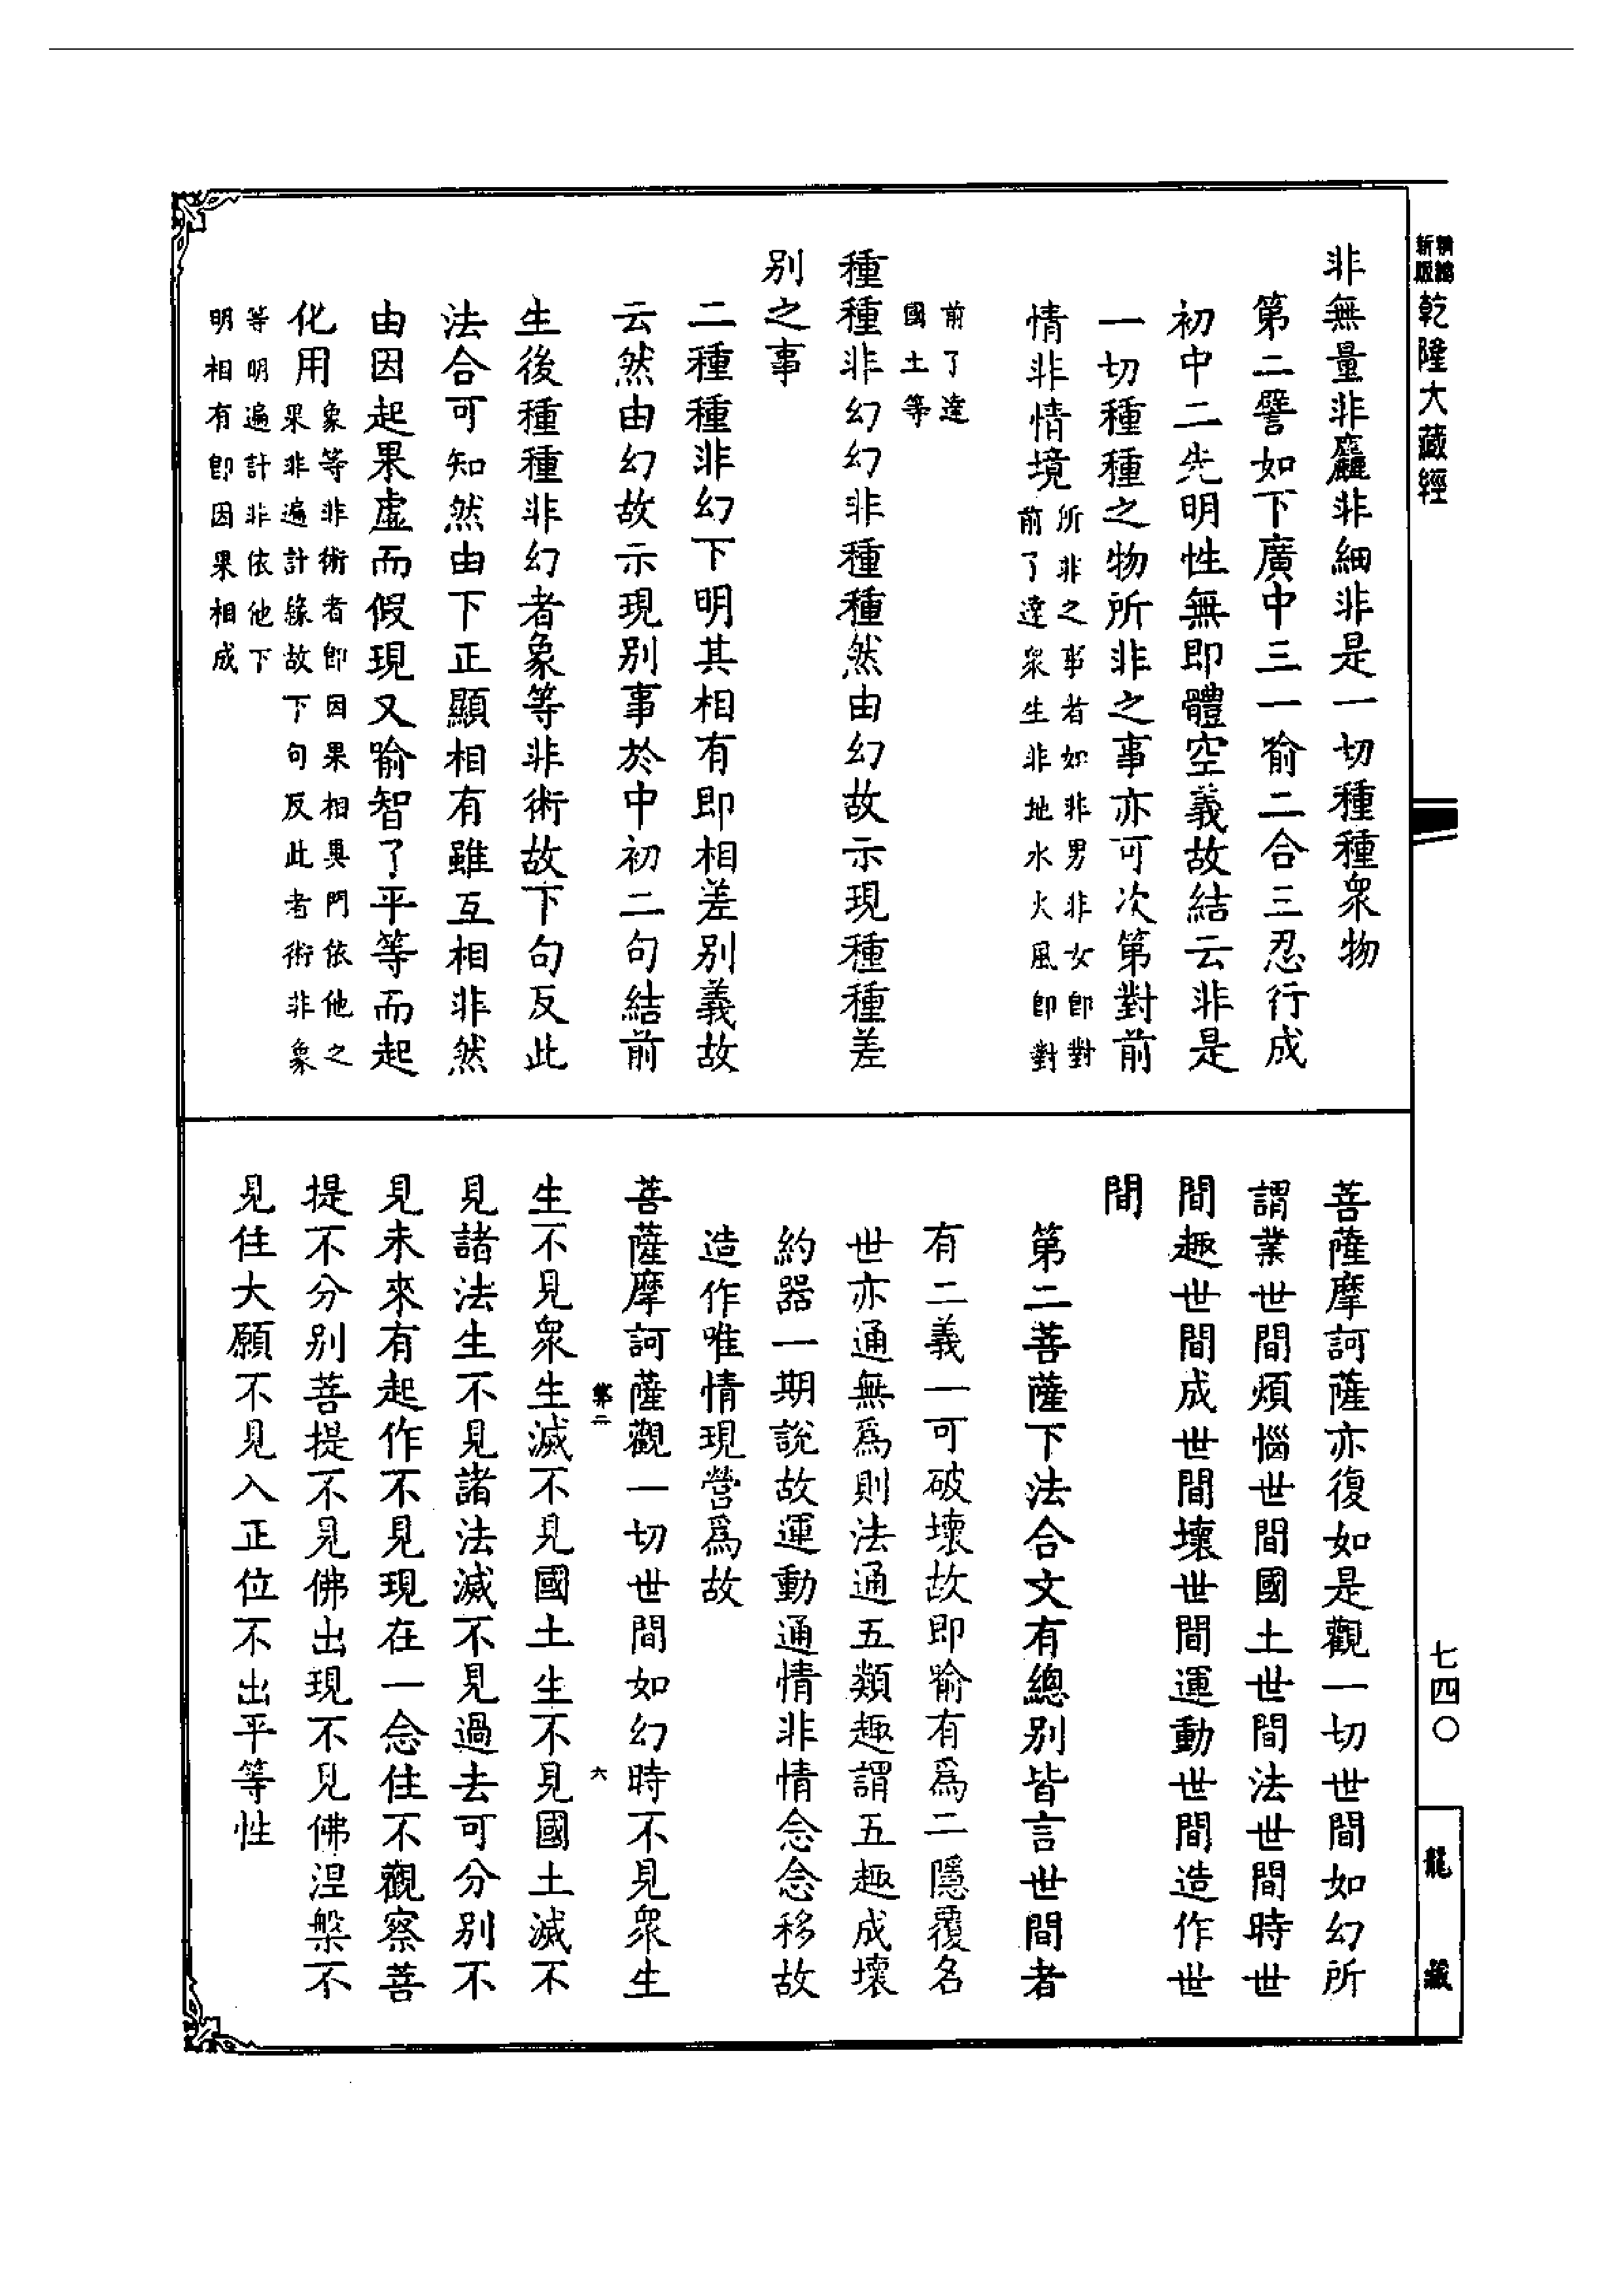 新版
精縮
乾隆大藏經
七四〇
龍藏
非無量非麤非細非是一切種種眾物
第二譬如下廣中三一喻二合三忍行成
初中二先明性無即體空義故結云非是
一切種種之物所非之事亦可次第對前
情非情境所非之事者如非男非女即對
前了達眾生非地水火風即對
前了達
國土等
種種非幻幻非種種然由幻故示現種種差
別之事
二種種非幻下明其相有即相差別義故
云然由幻故示現別事於中初二句結前
生後種種非幻者象等非術故下句反此
法合可知然由下正顯相有雖互相非然
由因起果虛而假現又喻智了平等而起
化用象等非術者即因果相異門依他之
果非遍計緣故下句反此者術非象
等明遍計非依他下
明相有即因果相成
菩薩摩訶薩亦復如是觀一切世間如幻所
謂業世間煩惱世間國土世間法世間時世
間趣世間成世間壞世間運動世間造作世
間
第二菩薩下法合文有總別皆言世間者
有二義一可破壞故即喻有為二隱覆名
世亦通無為則法通五類趣謂五趣成壞
約器一期說故運動通情非情念念移故
造作唯情現營為故
菩薩摩訶薩觀一切世間如幻時不見眾生
第二
六
生不見眾生滅不見國土生不見國土滅不
見諸法生不見諸法滅不見過去可分別不
見未來有起作不見現在一念住不觀察菩
提不分別菩提不見佛出現不見佛涅槃不
見住大願不見入正位不出平等性